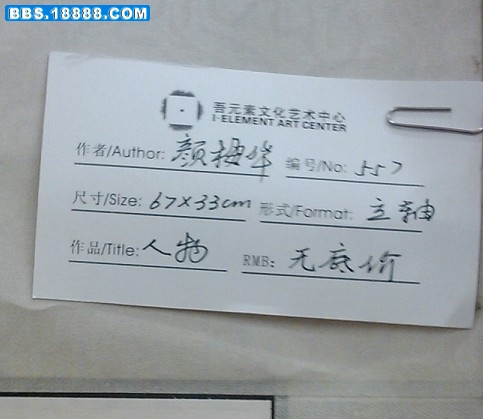 BBS.18888.COM
吾元素文化艺术中心
I-ELEMENT ART CENTER
作者/Author: 颜梅华 编号/No: 557
尺寸/Size: 67×33cm 形式/Format: 立轴
作品/Title: 人物 RMB: 无底价